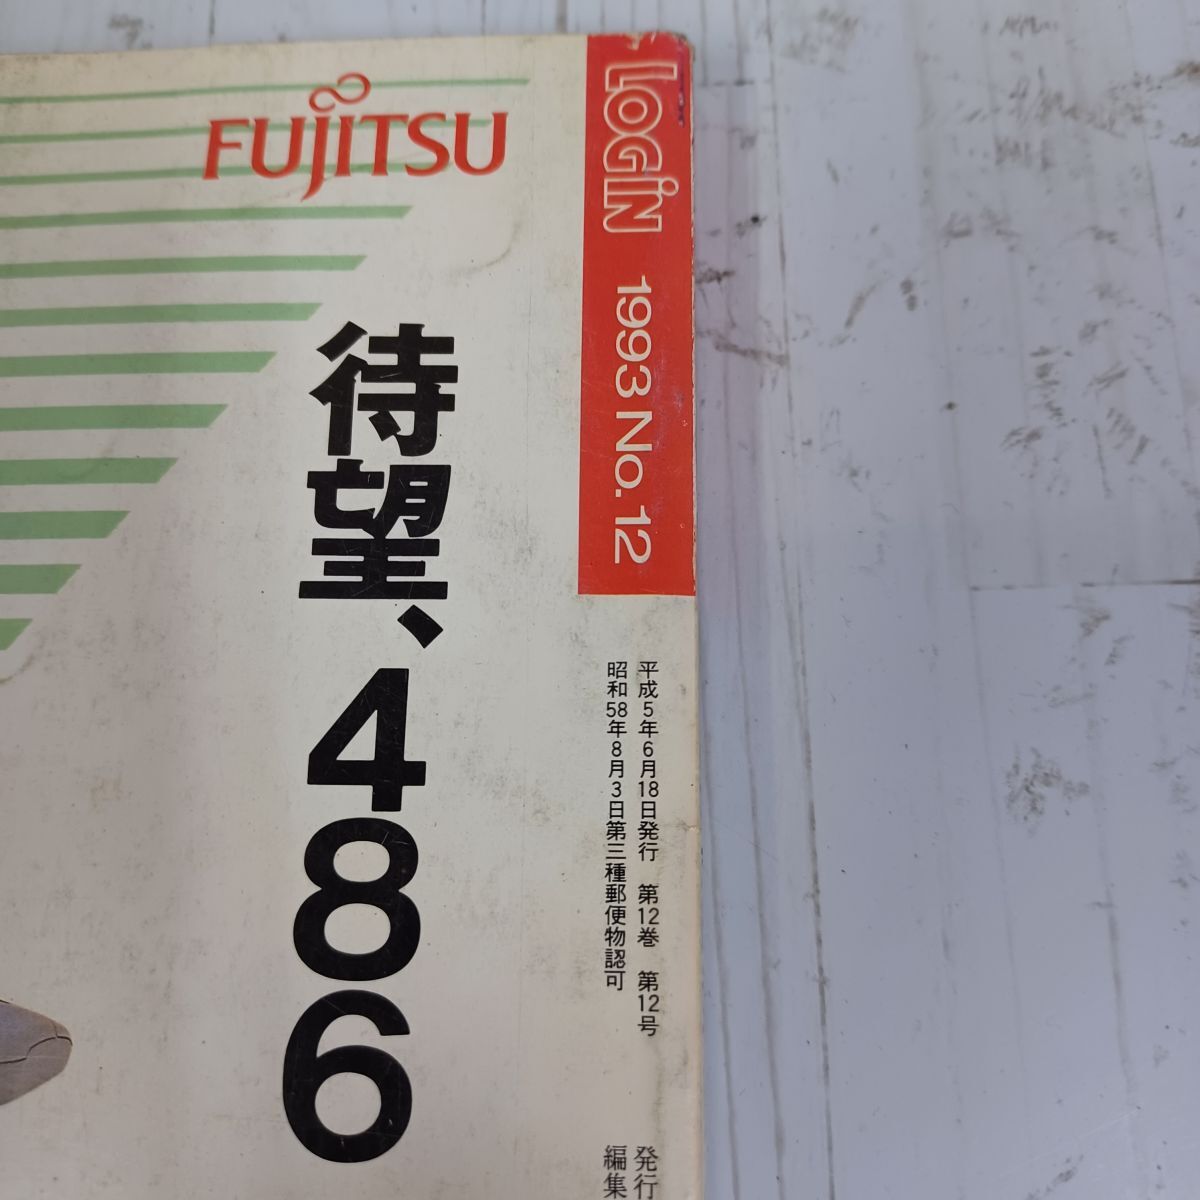 FUJITSU
待望、486
LOGiN 1993 No. 12
平成5年6月18日発行 第12巻 第12号
昭和58年8月3日第三種郵便物認可
発行
編集